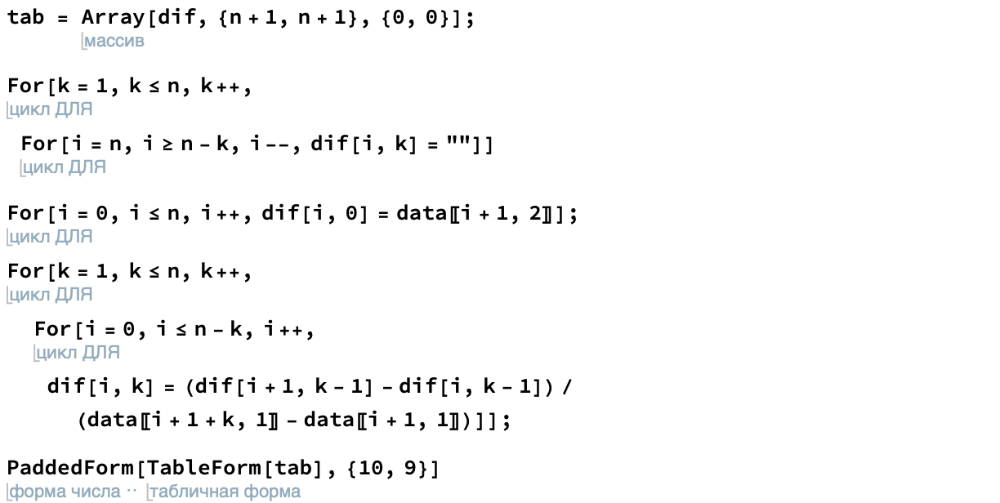 tab = Array[dif, {n + 1, n + 1}, {0, 0}];
массив
For[k = 1, k ≤ n, k++,
цикл ДЛЯ
For[i = n, i ≥ n - k, i--, dif[i, k] = ""]]
цикл ДЛЯ
For[i = 0, i ≤ n, i++, dif[i, 0] = data〚i + 1, 2〛];
цикл ДЛЯ
For[k = 1, k ≤ n, k++,
цикл ДЛЯ
For[i = 0, i ≤ n - k, i++,
цикл ДЛЯ
dif[i, k] = (dif[i + 1, k - 1] - dif[i, k - 1]) /
(data〚i + 1 + k, 1〛 - data〚i + 1, 1〛)]];
PaddedForm[TableForm[tab], {10, 9}]
форма числа ·· табличная форма